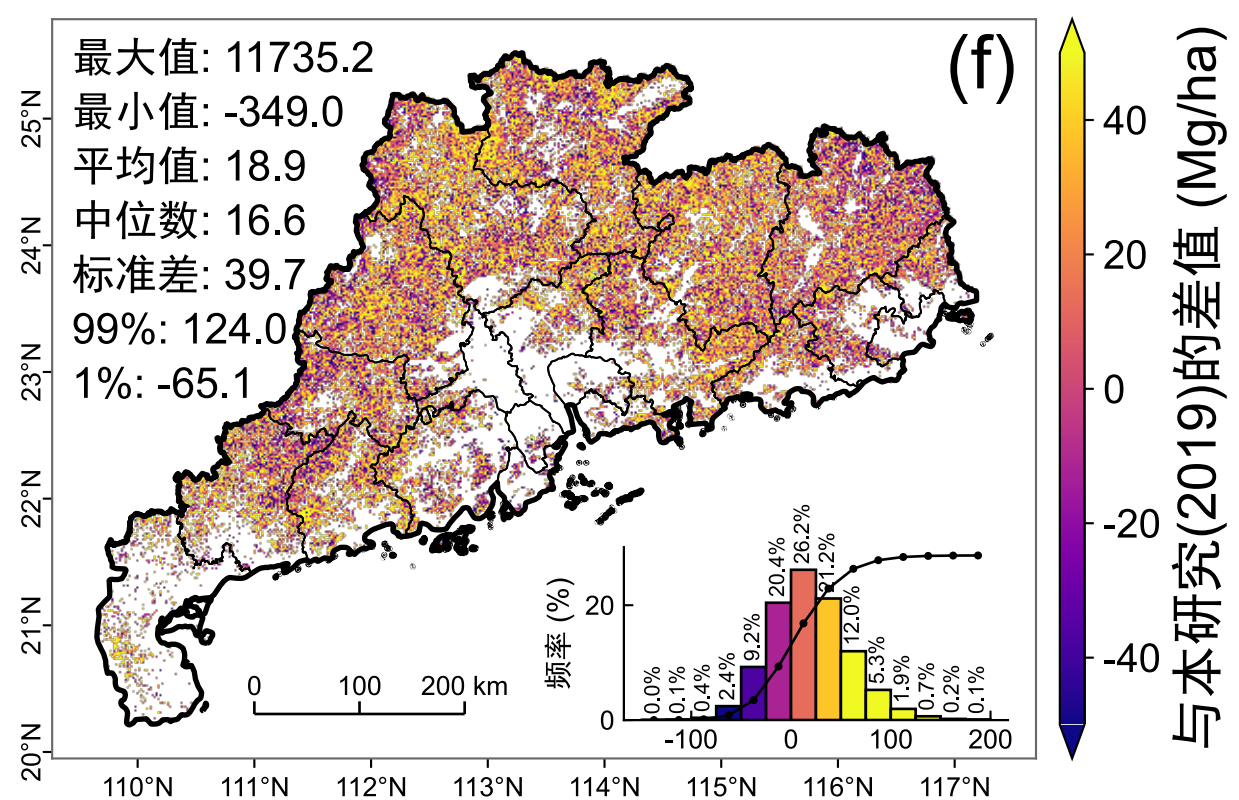 最大值: 11735.2
最小值: -349.0
平均值: 18.9
中位数: 16.6
标准差: 39.7
99%: 124.0
1%: -65.1
(f)
25°N
24°N
23°N
22°N
21°N
20°N
110°N
111°N
112°N
113°N
114°N
115°N
116°N
117°N
0 100 200 km
频率 (%)
20
0
0.0%
0.1%
0.4%
2.4%
9.2%
20.4%
26.2%
21.2%
12.0%
5.3%
1.9%
0.7%
0.2%
0.1%
-100 0 100 200
40
20
0
-20
-40
与本研究(2019)的差值 (Mg/ha)